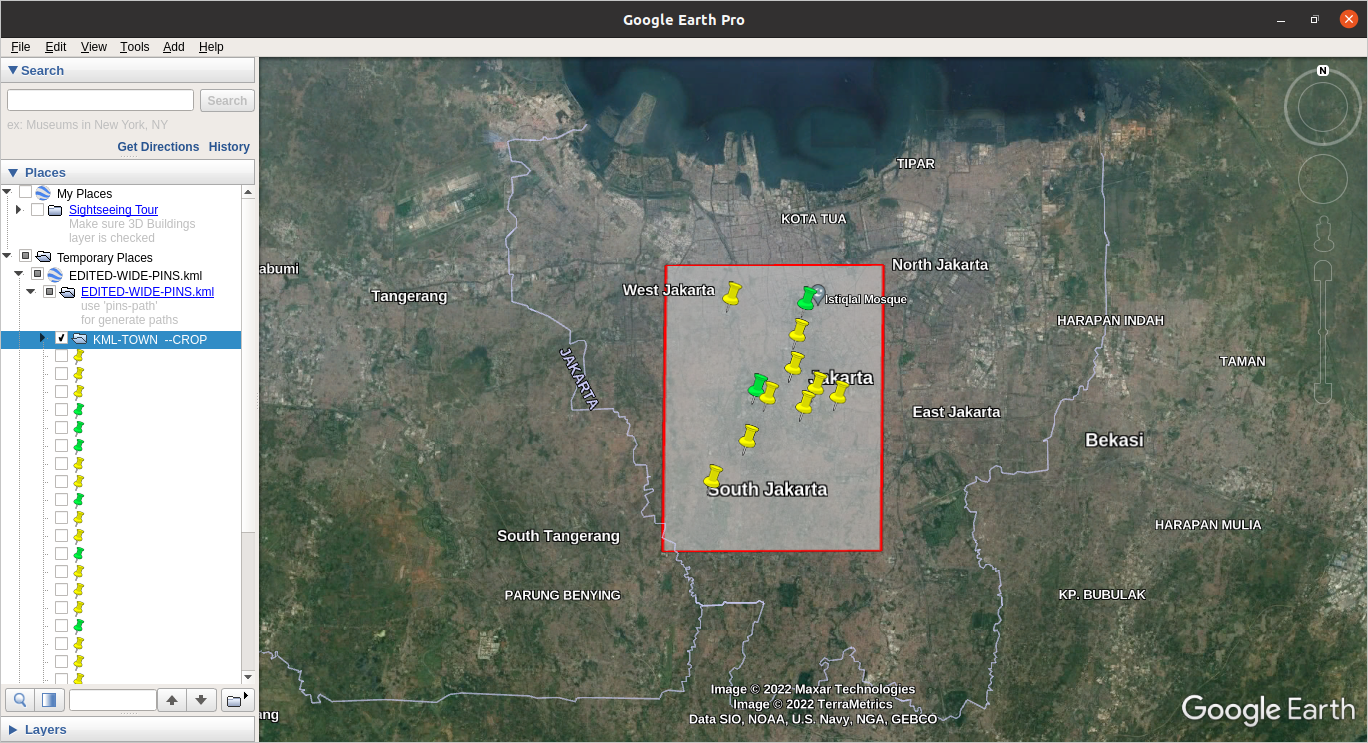 Google Earth Pro
File Edit View Tools Add Help
Search
Search
ex: Museums in New York, NY
Get Directions History
Places
My Places
Sightseeing Tour
Make sure 3D Buildings
layer is checked
Temporary Places
EDITED-WIDE-PINS.kml
EDITED-WIDE-PINS.kml
use 'pins-path'
for generate paths
KML-TOWN --CROP
Layers
N
TIPAR
KOTA TUA
North Jakarta
abumi
Tangerang
West Jakarta
Istiqlal Mosque
HARAPAN INDAH
TAMAN
JAKARTA
Jakarta
East Jakarta
Bekasi
South Jakarta
HARAPAN MULIA
South Tangerang
PARUNG BENYING
KP. BUBULAK
ang
Image © 2022 Maxar Technologies
Image © 2022 TerraMetrics
Data SIO, NOAA, U.S. Navy, NGA, GEBCO
Google Earth